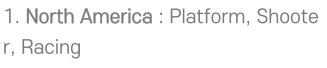 1. North America : Platform, Shoote
r, Racing